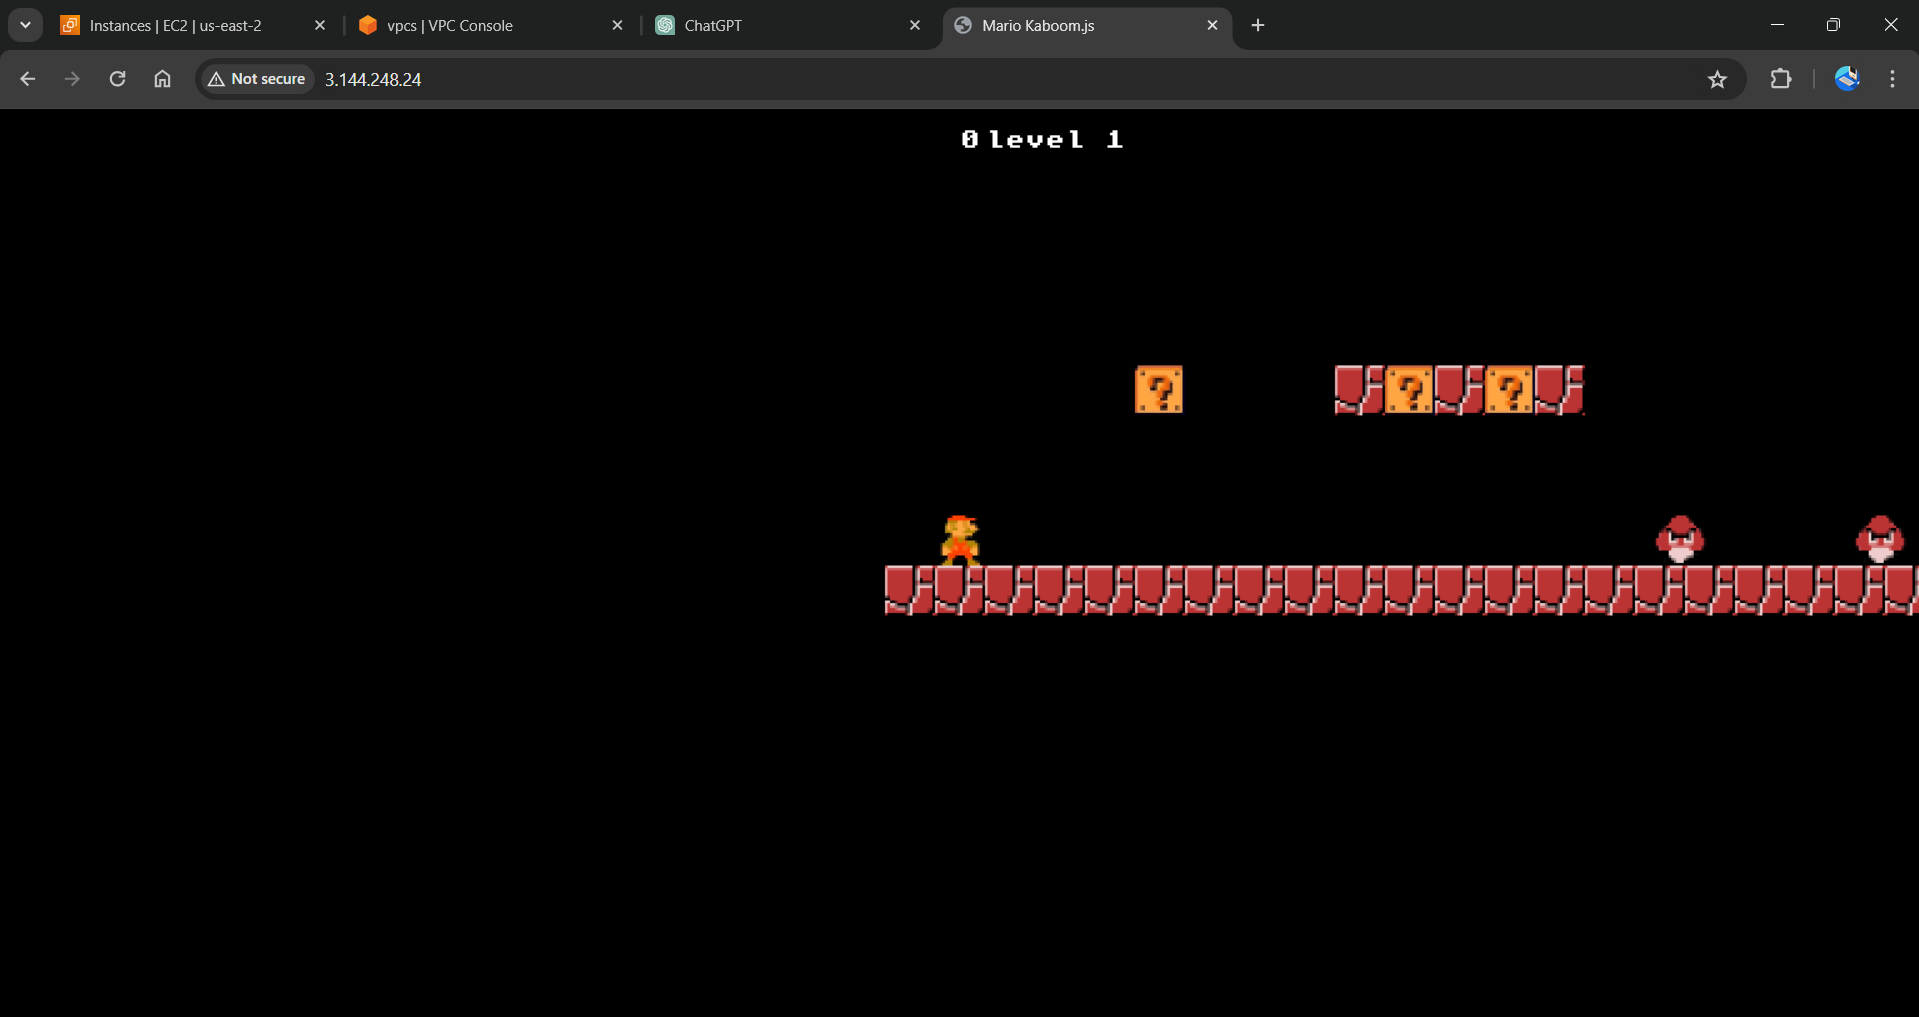 Instances | EC2 | us-east-2
vpcs | VPC Console
ChatGPT
Mario Kaboom.js
Not secure
3.144.248.24
0 level 1
? ? ?